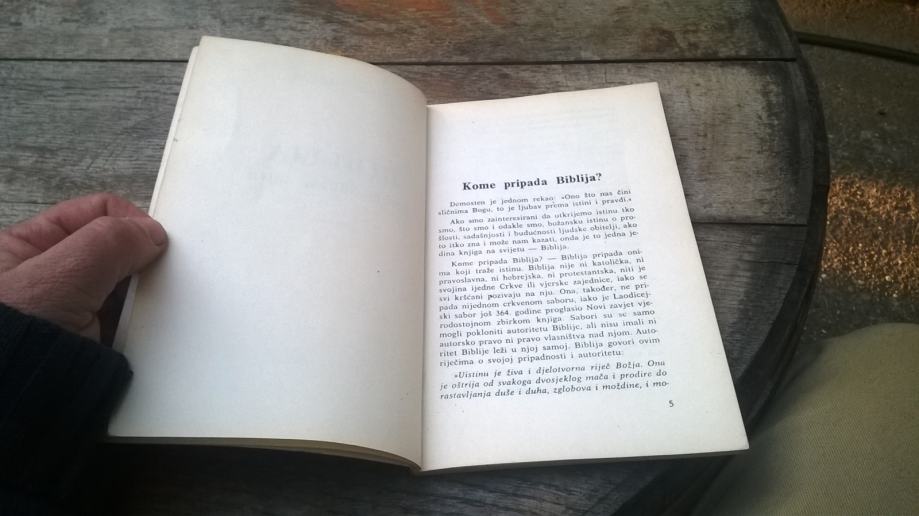 Kome pripada Biblija?
Demosten je jednom rekao: »Ono što nas čini
sličnima Bogu, to je ljubav prema istini i pravdi.«
Ako smo zainteresirani da otkrijemo istinu tko
smo, što smo i odakle smo, božansku istinu o pro-
šlosti, sadašnjosti i budućnosti ljudske obitelji, ako
to itko zna i može nam kazati, onda je to jedna je-
dina knjiga na svijetu — Biblija.
Kome pripada Biblija? — Biblija pripada oni-
ma koji traže istinu. Biblija nije ni katolička, ni
pravoslavna, ni hebrejska, ni protestantska, niti je
svojina ijedne Crkve ili vjerske zajednice, iako se
svi kršćani pozivaju na nju. Ona, također, ne pri-
pada nijednom crkvenom saboru, iako je Laodicej-
ski sabor još 364. godine proglasio Novi zavjet vje-
rodostojnom zbirkom knjiga. Sabori su se samo
mogli pokloniti autoritetu Biblije, ali nisu imali ni
autorsko pravo ni pravo vlasništva nad njom. Auto-
ritet Biblije leži u njoj samoj. Biblija govori ovim
riječima o svojoj pripadnosti i autoritetu:
»Uistinu je živa i djelotvorna riječ Božja. Ona
je oštrija od svakoga dvosjeklog mača i prodire do
rastavljanja duše i duha, zglobova i moždine, i mo-
5